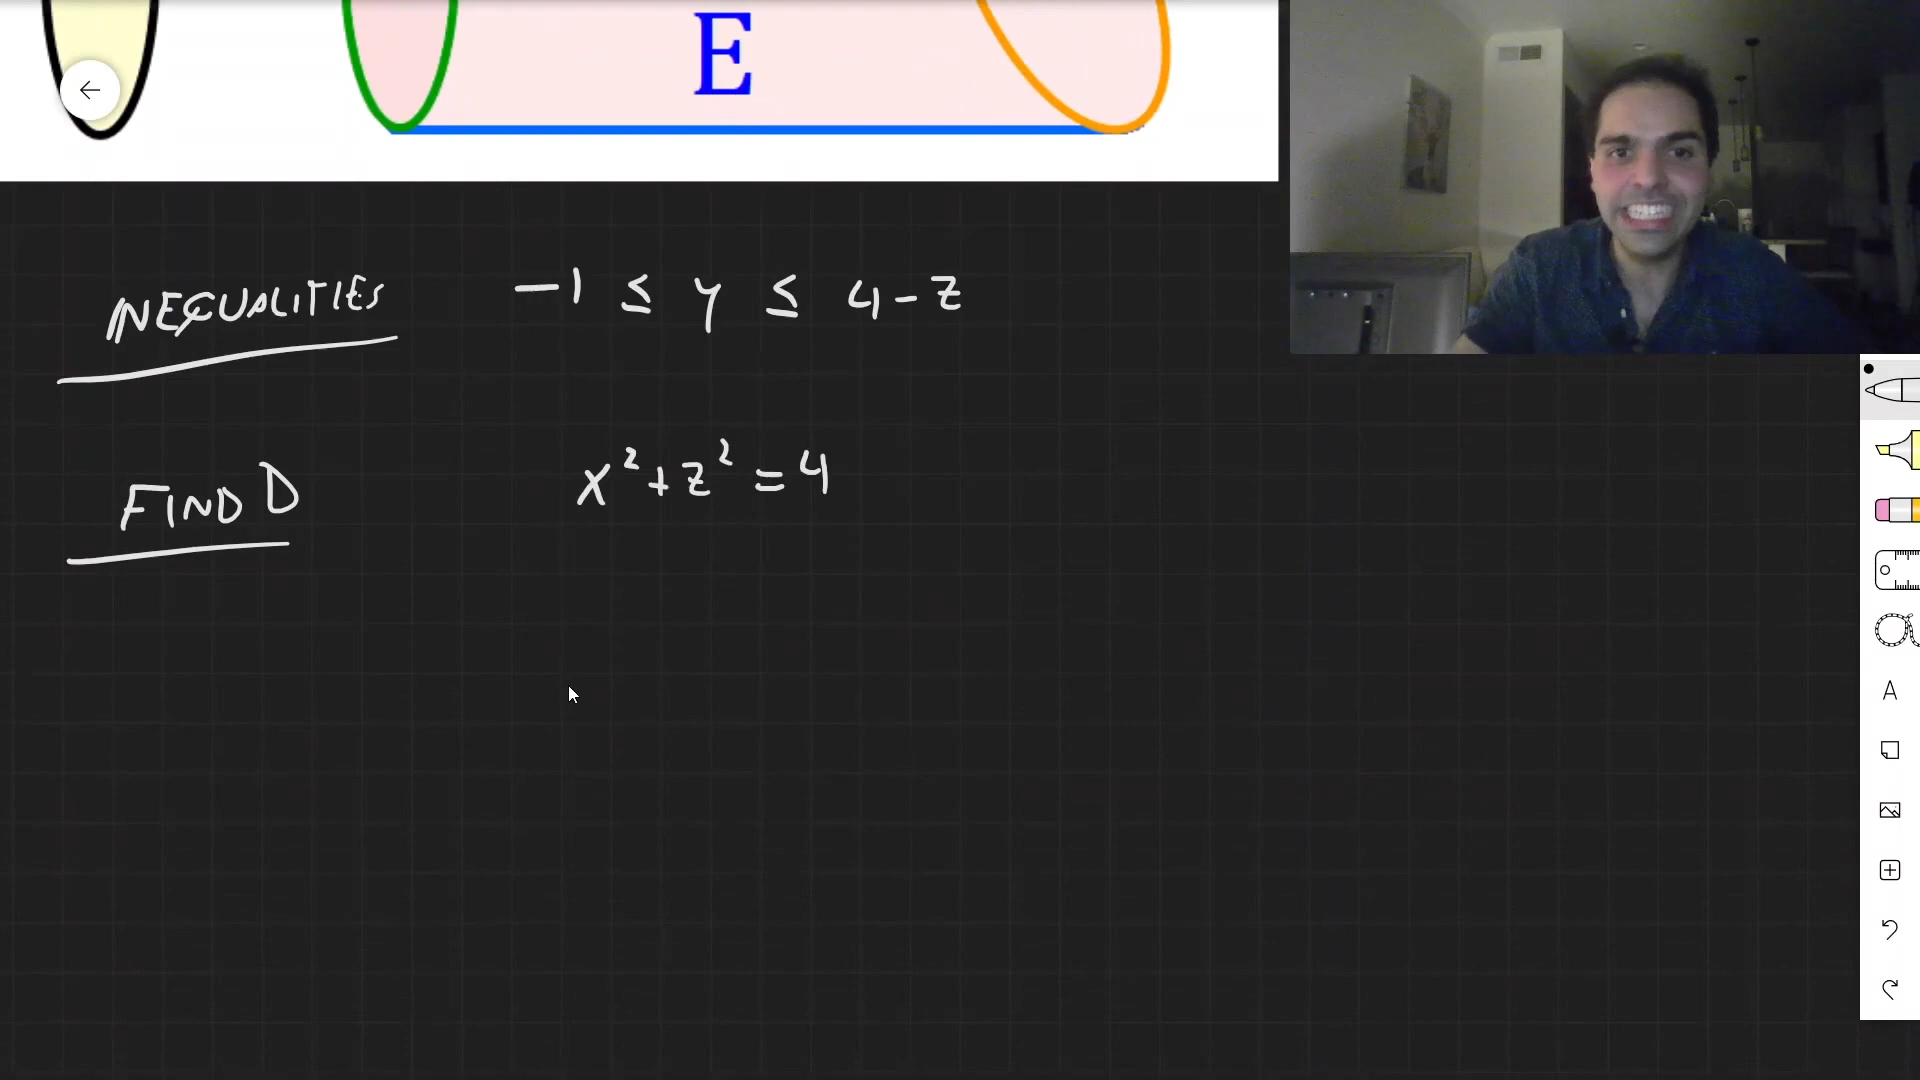 E
INEQUALITIES −1 ≤ y ≤ 4−z
FIND D x²+z²=4
A